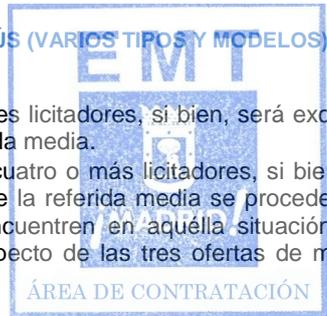 ÚS (VARIOS TIPOS Y MODELOS)
EMT
es licitadores, si bien, será exc
la media.
cuatro o más licitadores, si bie
e la referida media se procede
ncuentren en aquélla situación
pecto de las tres ofertas de m
¡MADRID!
ÁREA DE CONTRATACIÓN